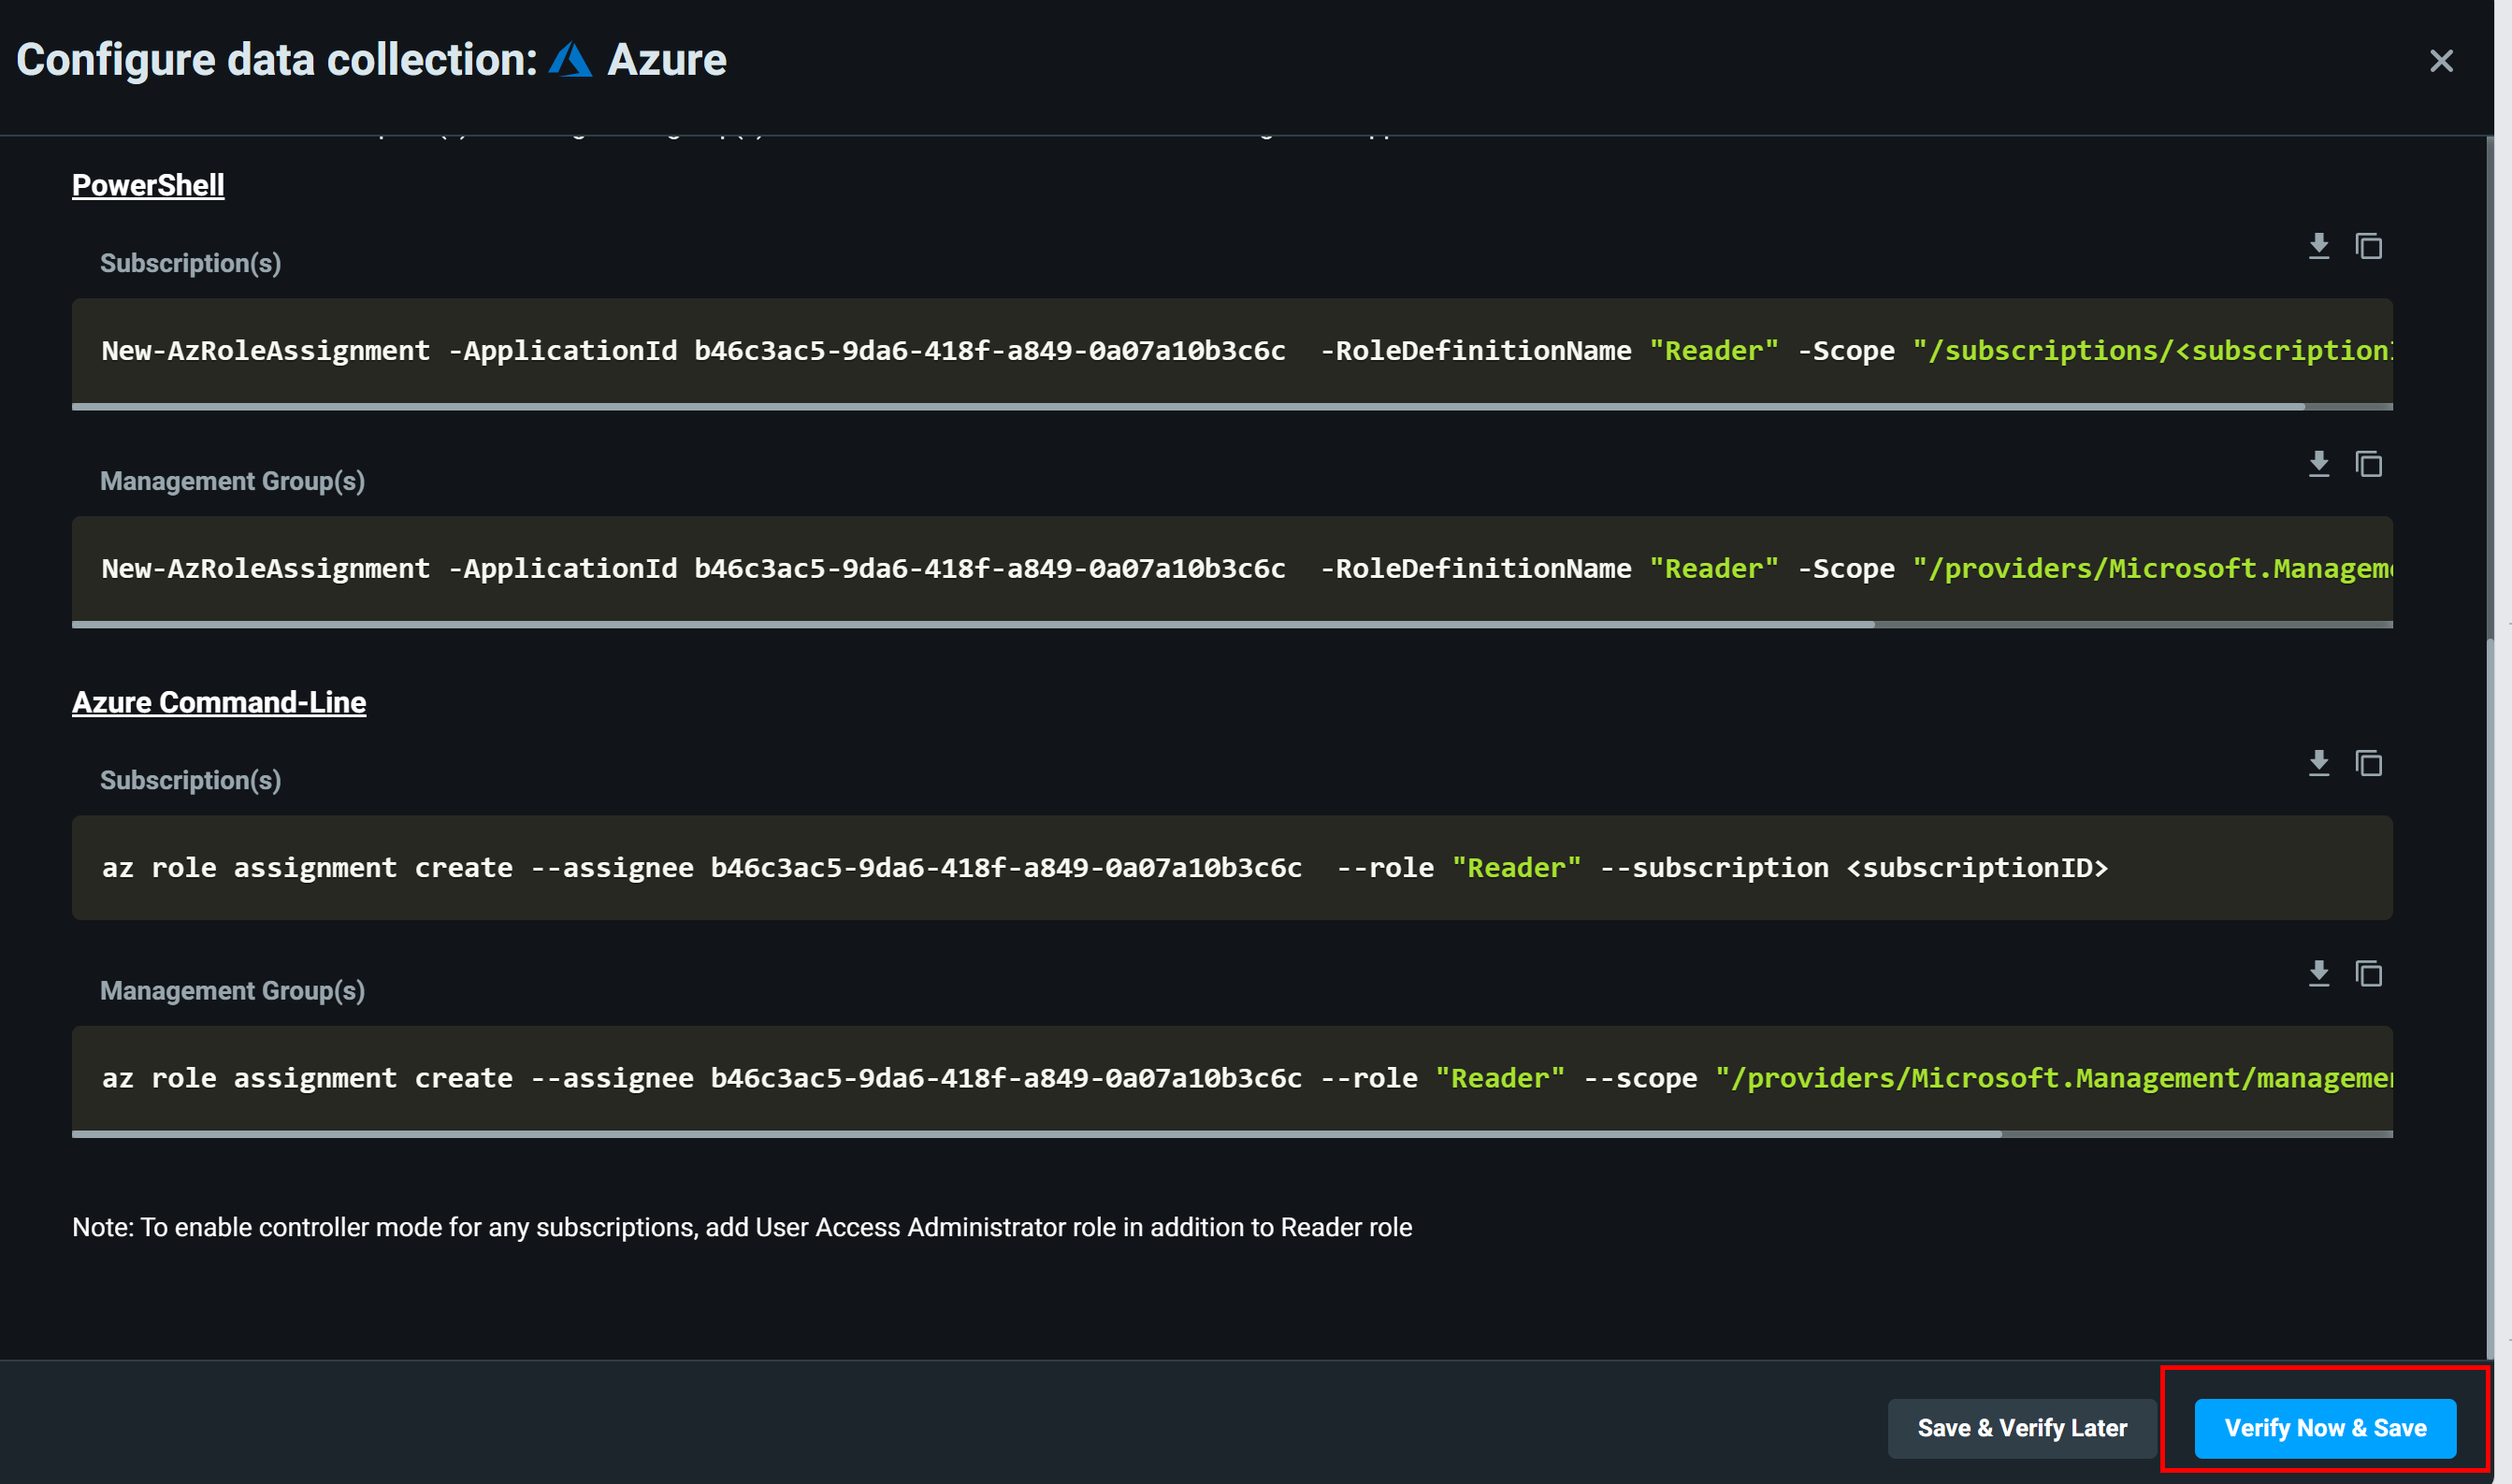 Configure data collection: Azure
PowerShell
Subscription(s)
New-AzRoleAssignment -ApplicationId b46c3ac5-9da6-418f-a849-0a07a10b3c6c  -RoleDefinitionName "Reader" -Scope "/subscriptions/<subscription
Management Group(s)
New-AzRoleAssignment -ApplicationId b46c3ac5-9da6-418f-a849-0a07a10b3c6c  -RoleDefinitionName "Reader" -Scope "/providers/Microsoft.Manageme
Azure Command-Line
Subscription(s)
az role assignment create --assignee b46c3ac5-9da6-418f-a849-0a07a10b3c6c  --role "Reader" --subscription <subscriptionID>
Management Group(s)
az role assignment create --assignee b46c3ac5-9da6-418f-a849-0a07a10b3c6c --role "Reader" --scope "/providers/Microsoft.Management/managemen
Note: To enable controller mode for any subscriptions, add User Access Administrator role in addition to Reader role
Save & Verify Later
Verify Now & Save